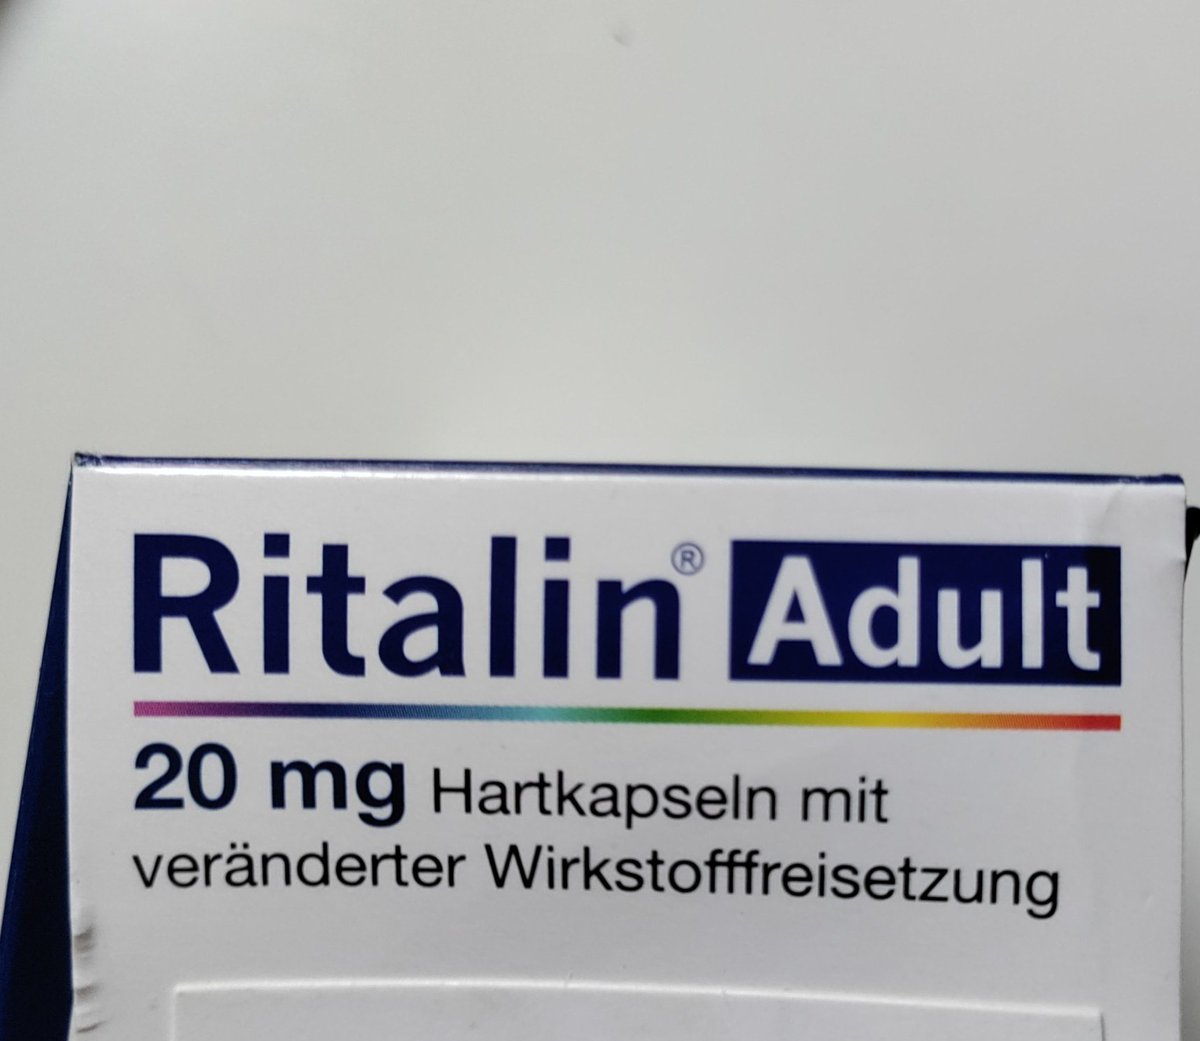 Ritalin® Adult
20 mg Hartkapseln mit
veränderter Wirkstofffreisetzung